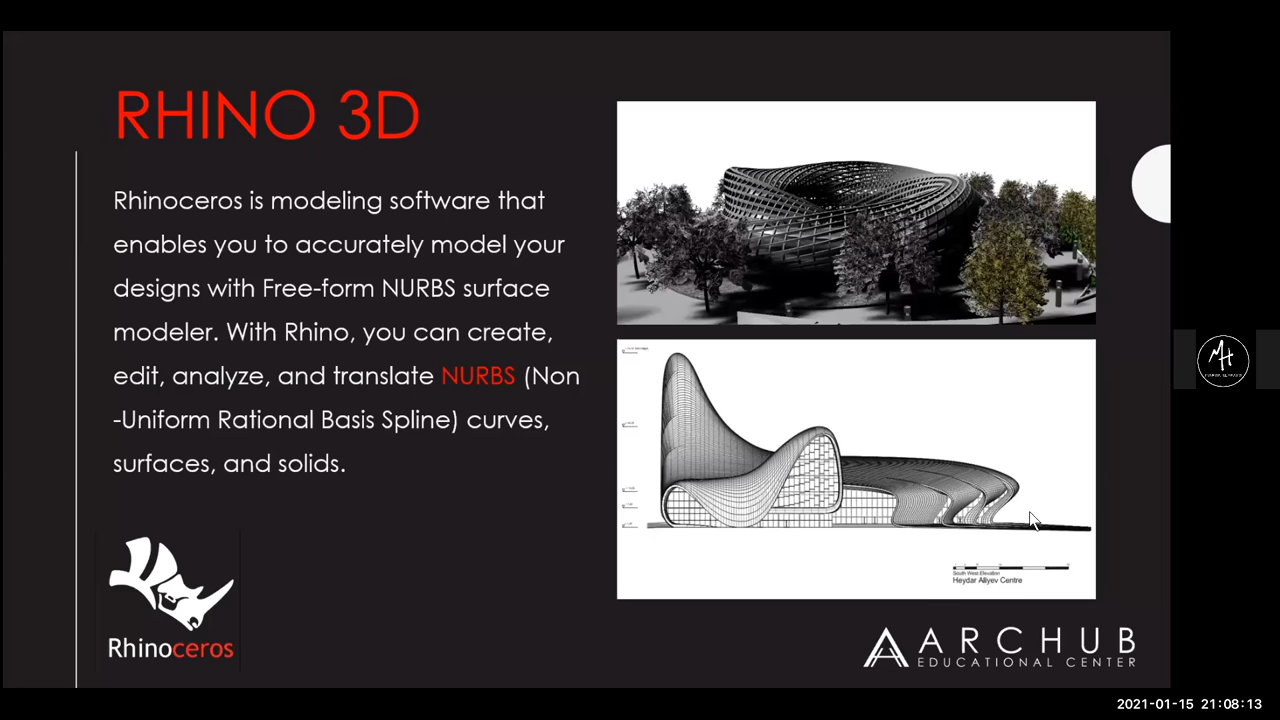 RHINO 3D
Rhinoceros is modeling software that
enables you to accurately model your
designs with Free-form NURBS surface
modeler. With Rhino, you can create,
edit, analyze, and translate NURBS (Non
-Uniform Rational Basis Spline) curves,
surfaces, and solids.
Rhinoceros
South West Elevation
Heydar Aliyev Centre
ARCHUB
EDUCATIONAL CENTER
MH
2021-01-15 21:08:13